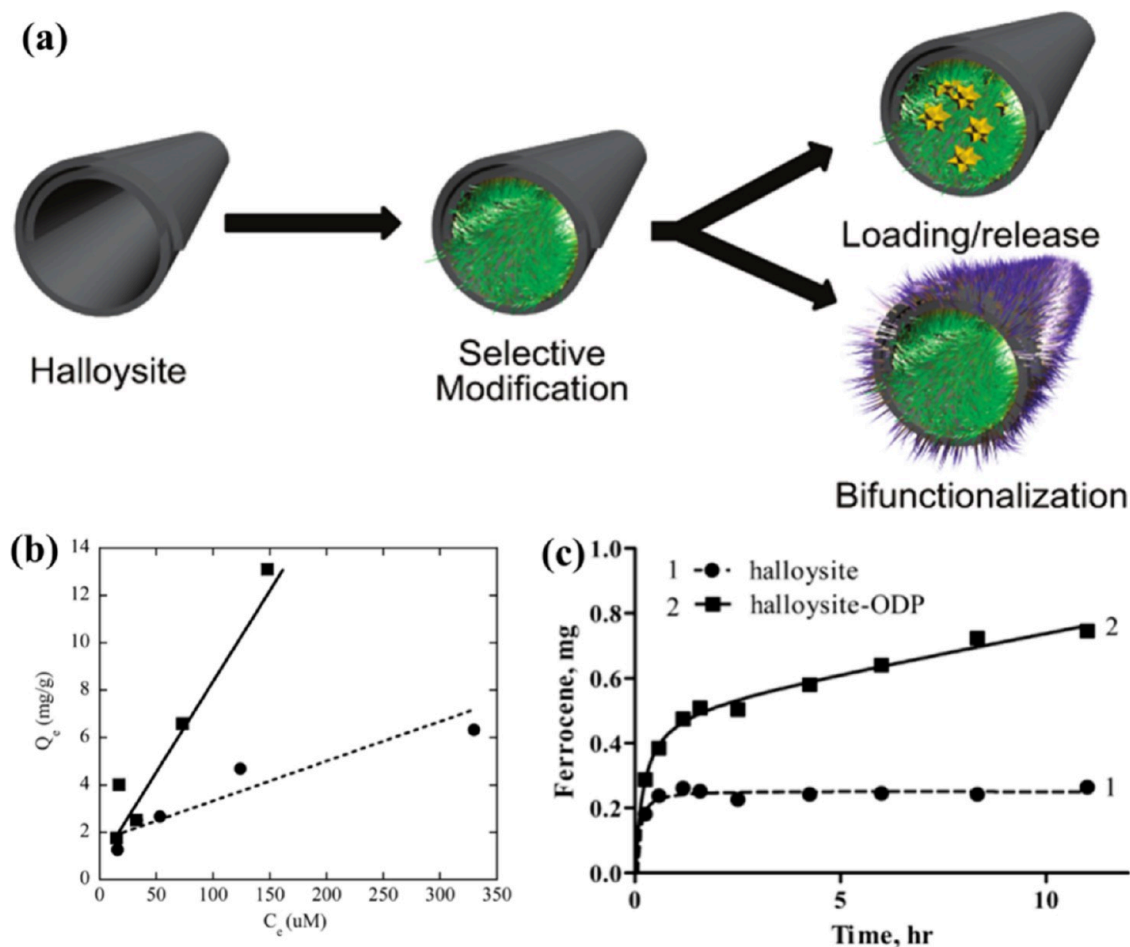 (a)
Halloysite
Selective
Modification
Loading/release
Bifunctionalization
(b)
14
12
10
8
6
4
2
0
Q_e (mg/g)
0 50 100 150 200 250 300 350
C_e (uM)
(c)
1.0
0.8
0.6
0.4
0.2
0.0
Ferrocene, mg
1 halloysite
2 halloysite-ODP
2
1
0 5 10
Time, hr